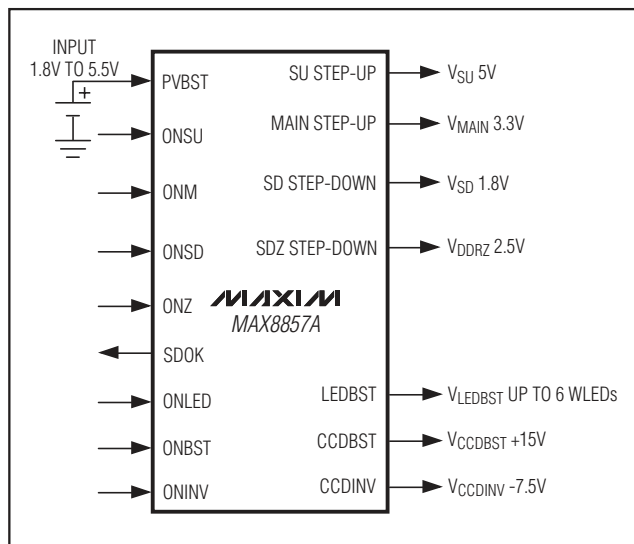 INPUT
1.8V TO 5.5V
+
PVBST
ONSU
ONM
ONSD
ONZ
SDOK
ONLED
ONBST
ONINV
MAXIM
MAX8857A
SU STEP-UP
MAIN STEP-UP
SD STEP-DOWN
SDZ STEP-DOWN
LEDBST
CCDBST
CCDINV
VSU 5V
VMAIN 3.3V
VSD 1.8V
VDDRZ 2.5V
VLEDBST UP TO 6 WLEDs
VCCDBST +15V
VCCDINV -7.5V